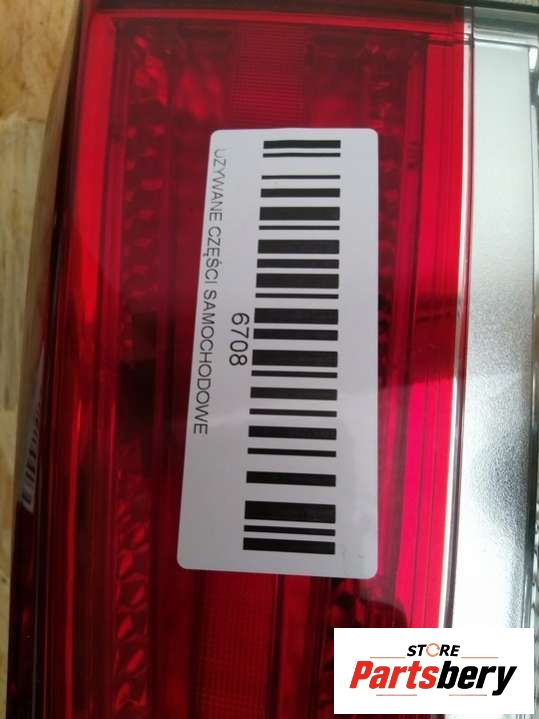 6708
UŻYWANE CZĘŚCI SAMOCHODOWE
STORE
Partsbery